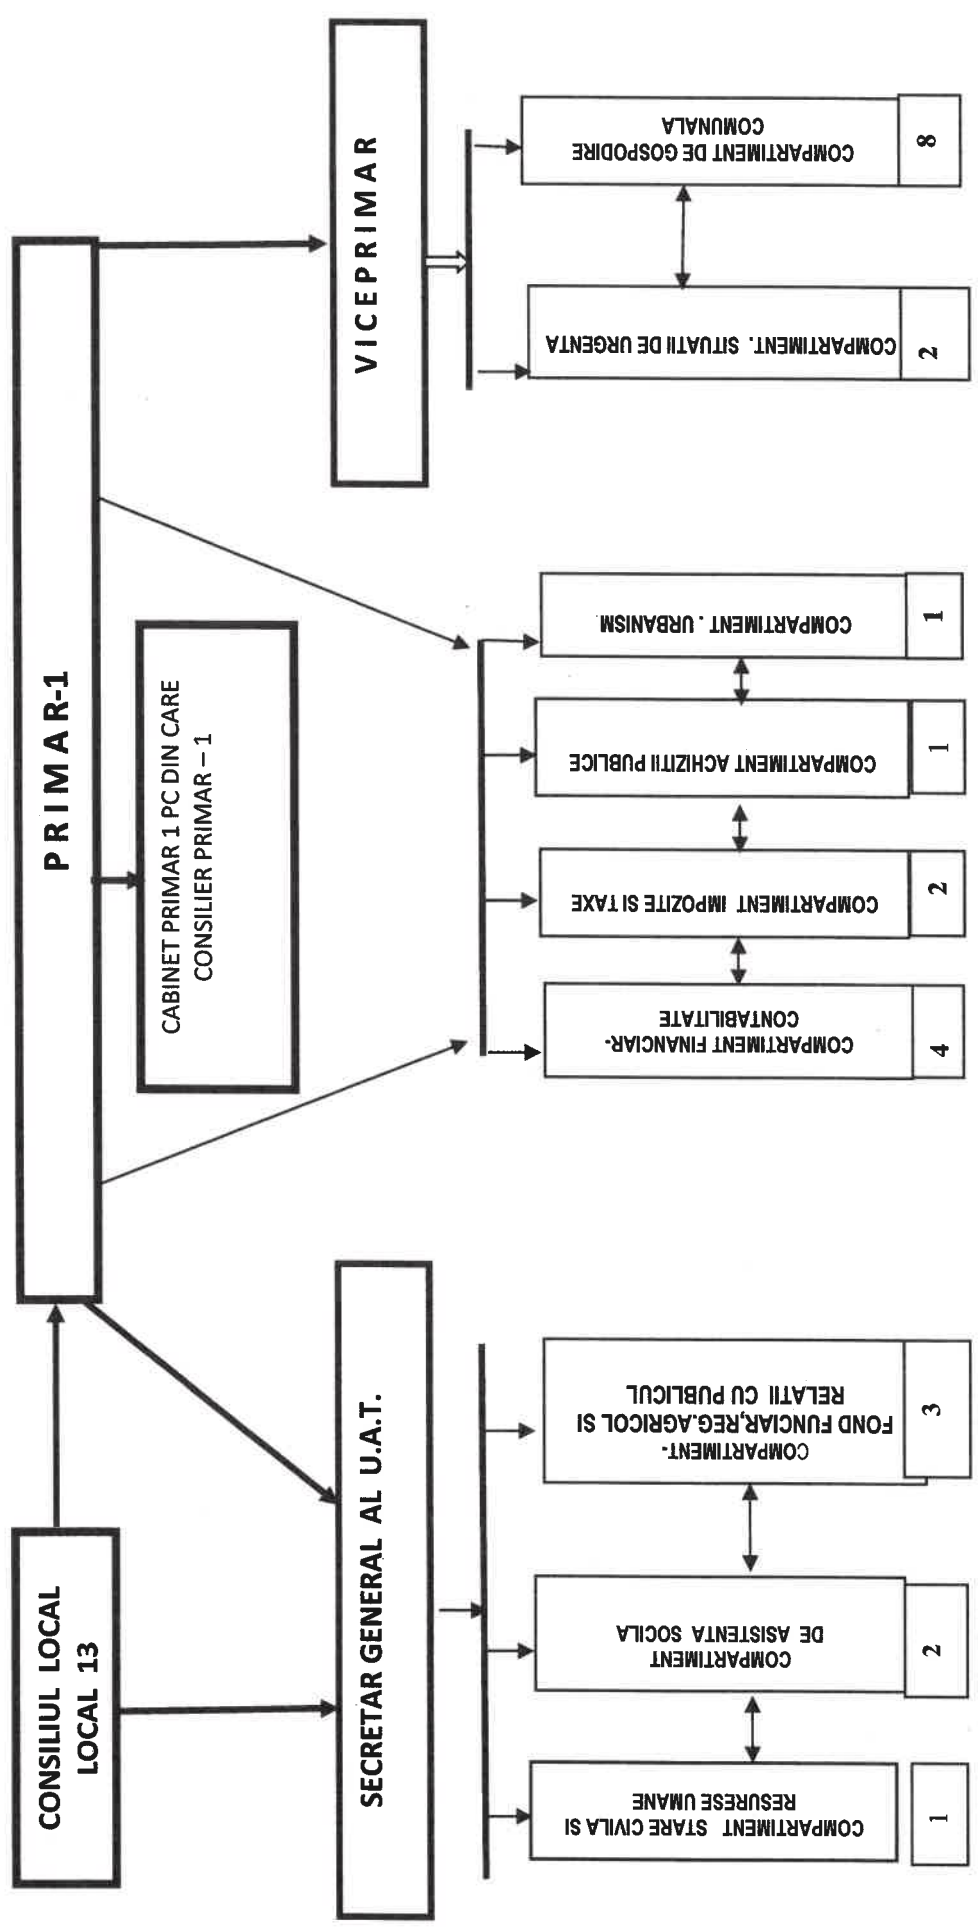 CONSILIUL LOCAL
LOCAL 13
PRIMAR-1
CABINET PRIMAR 1 PC DIN CARE
CONSILIER PRIMAR – 1
SECRETAR GENERAL AL U.A.T.
VICEPRIMAR
COMPARTIMENT STARE CIVILA SI
RESURESE UMANE
1
COMPARTIMENT
DE ASISTENTA SOCILA
2
COMPARTIMENT-
FOND FUNCIAR,REG.AGRICOL SI
RELATII CU PUBLICUL
3
COMPARTIMENT FINANCIAR-
CONTABILITATE
4
COMPARTIMENT IMPOZITE SI TAXE
2
COMPARTIMENT ACHIZITII PUBLICE
1
COMPARTIMENT . URBANISM
1
COMPARTIMENT. SITUATII DE URGENTA
2
COMPARTIMENT DE GOSPODIRE
COMUNALA
8